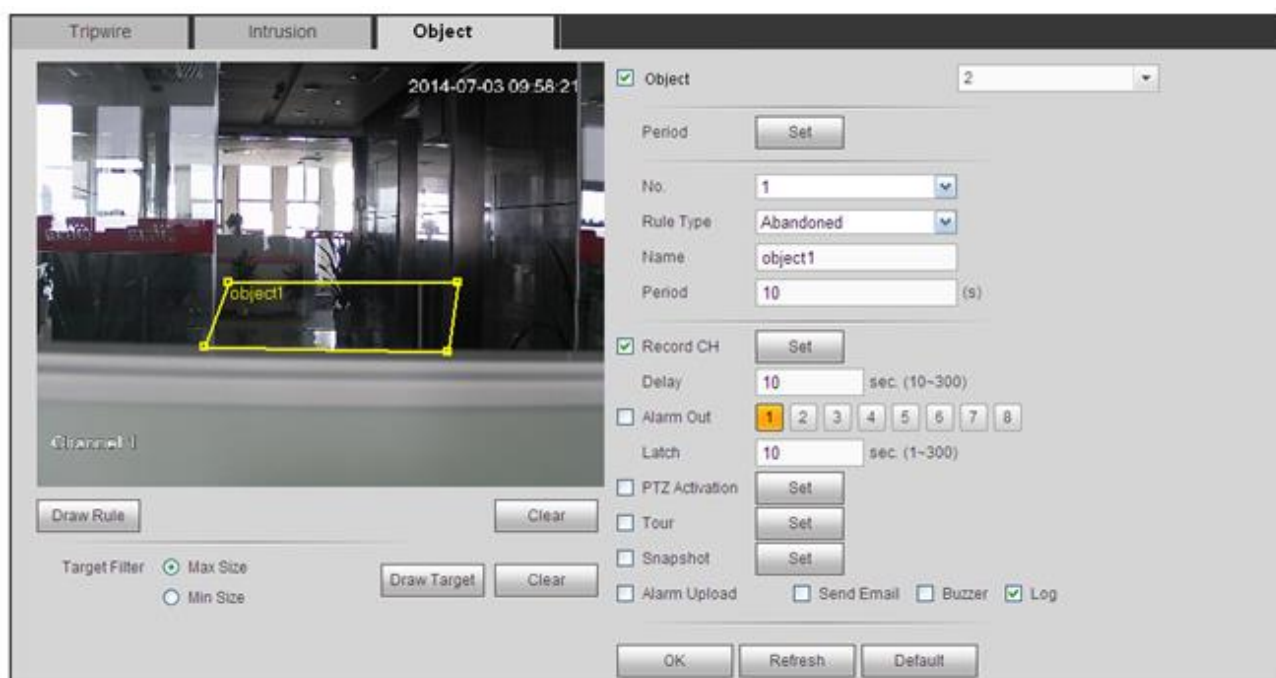 Tripwire Intrusion Object
2014-07-03 09:58:21
object1
Channel 1
Draw Rule Clear
Target Filter Max Size
Min Size
Draw Target Clear
Object 2
Period Set
No. 1
Rule Type Abandoned
Name object1
Period 10 (s)
Record CH Set
Delay 10 sec. (10~300)
Alarm Out 1 2 3 4 5 6 7 8
Latch 10 sec. (1~300)
PTZ Activation Set
Tour Set
Snapshot Set
Alarm Upload Send Email Buzzer Log
OK Refresh Default